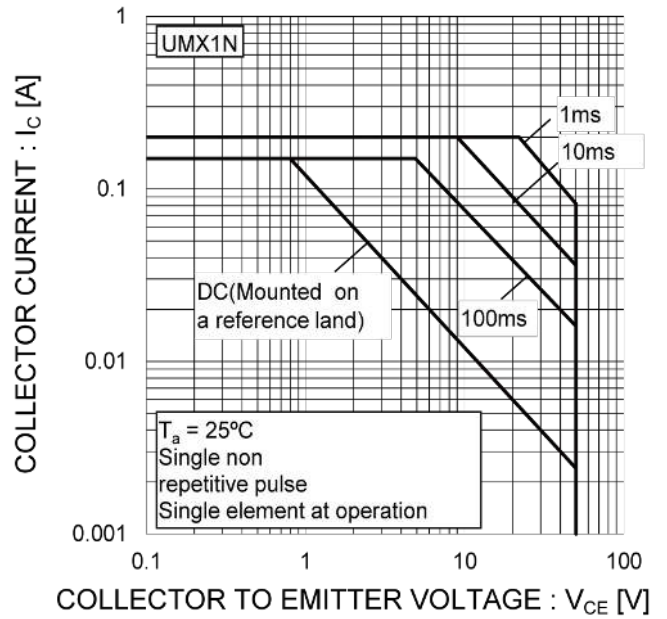 UMX1N
1
0.1
0.01
0.001
COLLECTOR CURRENT : IC [A]
1ms
10ms
100ms
DC(Mounted on
a reference land)
Ta = 25ºC
Single non
repetitive pulse
Single element at operation
0.1
1
10
100
COLLECTOR TO EMITTER VOLTAGE : VCE [V]